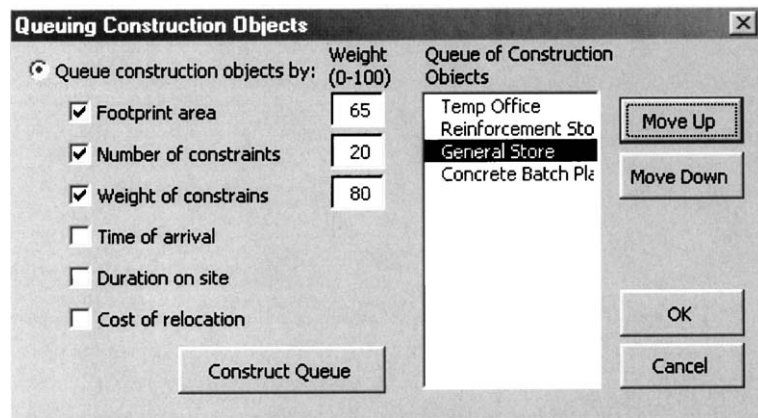 Queuing Construction Objects
Queue construction objects by:
Weight
(0-100)
Footprint area
65
Number of constraints
20
Weight of constrains
80
Time of arrival
Duration on site
Cost of relocation
Construct Queue
Queue of Construction
Objects
Temp Office
Reinforcement Sto
General Store
Concrete Batch Pla
Move Up
Move Down
OK
Cancel